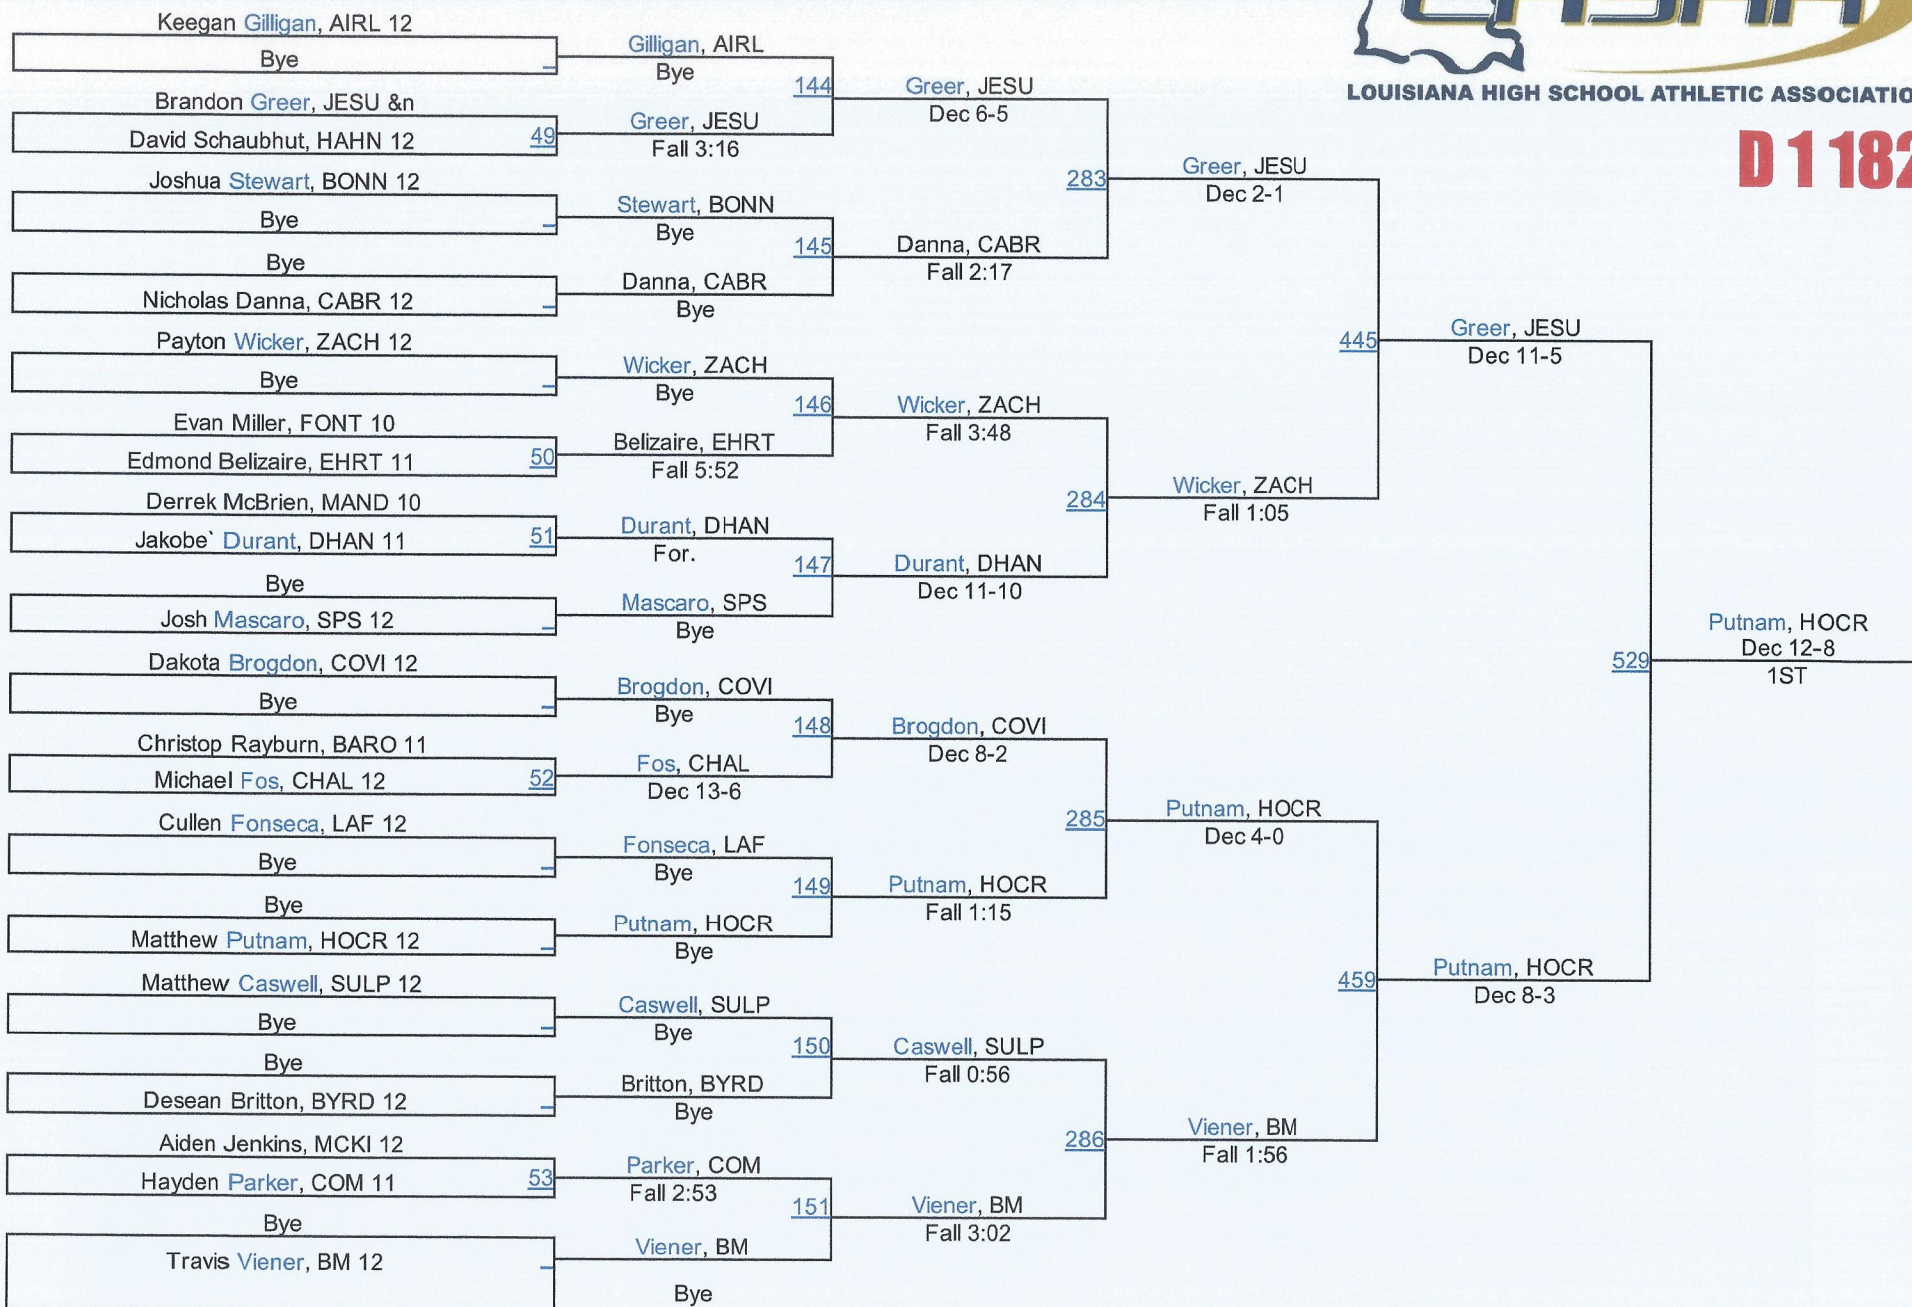 LHSAA
LOUISIANA HIGH SCHOOL ATHLETIC ASSOCIATIO
D 1 182
Keegan Gilligan, AIRL 12
Bye
Brandon Greer, JESU &n
David Schaubhut, HAHN 12
49
Joshua Stewart, BONN 12
Bye
Bye
Nicholas Danna, CABR 12
Payton Wicker, ZACH 12
Bye
Evan Miller, FONT 10
Edmond Belizaire, EHRT 11
50
Derrek McBrien, MAND 10
Jakobe` Durant, DHAN 11
51
Bye
Josh Mascaro, SPS 12
Dakota Brogdon, COVI 12
Bye
Christop Rayburn, BARO 11
Michael Fos, CHAL 12
52
Cullen Fonseca, LAF 12
Bye
Bye
Matthew Putnam, HOCR 12
Matthew Caswell, SULP 12
Bye
Bye
Desean Britton, BYRD 12
Aiden Jenkins, MCKI 12
Hayden Parker, COM 11
53
Bye
Travis Viener, BM 12
Gilligan, AIRL
Bye
144
Greer, JESU
Fall 3:16
Stewart, BONN
Bye
145
Danna, CABR
Bye
Wicker, ZACH
Bye
146
Belizaire, EHRT
Fall 5:52
Durant, DHAN
For.
147
Mascaro, SPS
Bye
Brogdon, COVI
Bye
148
Fos, CHAL
Dec 13-6
Fonseca, LAF
Bye
149
Putnam, HOCR
Bye
Caswell, SULP
Bye
150
Britton, BYRD
Bye
Parker, COM
Fall 2:53
151
Viener, BM
Bye
Greer, JESU
Dec 6-5
283
Danna, CABR
Fall 2:17
Wicker, ZACH
Fall 3:48
284
Durant, DHAN
Dec 11-10
Brogdon, COVI
Dec 8-2
285
Putnam, HOCR
Fall 1:15
Caswell, SULP
Fall 0:56
286
Viener, BM
Fall 3:02
Greer, JESU
Dec 2-1
445
Wicker, ZACH
Fall 1:05
Putnam, HOCR
Dec 4-0
459
Viener, BM
Fall 1:56
Greer, JESU
Dec 11-5
529
Putnam, HOCR
Dec 8-3
Putnam, HOCR
Dec 12-8
1ST